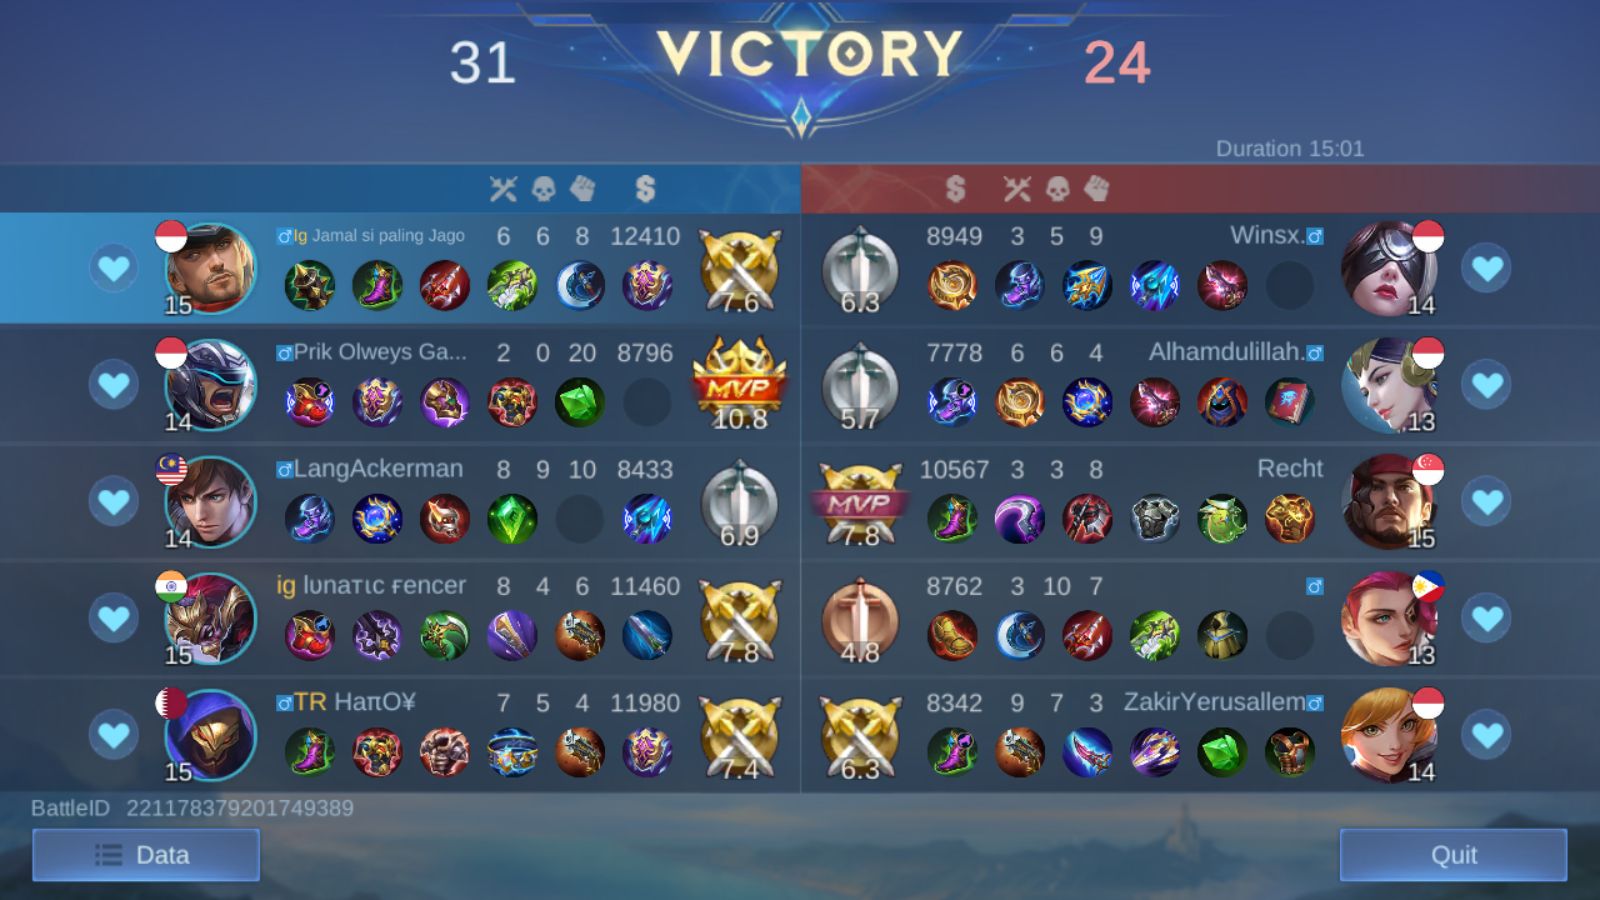 31 VICTORY 24
Duration 15:01
Ig Jamal si paling Jago 6 6 8 12410
15 7.6
8949 3 5 9 Winsx.
6.3 14
Prik Olweys Ga... 2 0 20 8796
14 MVP 10.8
7778 6 6 4 Alhamdulillah.
5.7 13
LangAckerman 8 9 10 8433
14 6.9
10567 3 3 8 Recht
MVP 7.8 15
ig lυnaтιc ғencer 8 4 6 11460
15 7.8
8762 3 10 7
4.8 13
TR HaπO¥ 7 5 4 11980
15 7.4
8342 9 7 3 ZakirYerusallem
6.3 14
BattleID 221178379201749389
Data
Quit